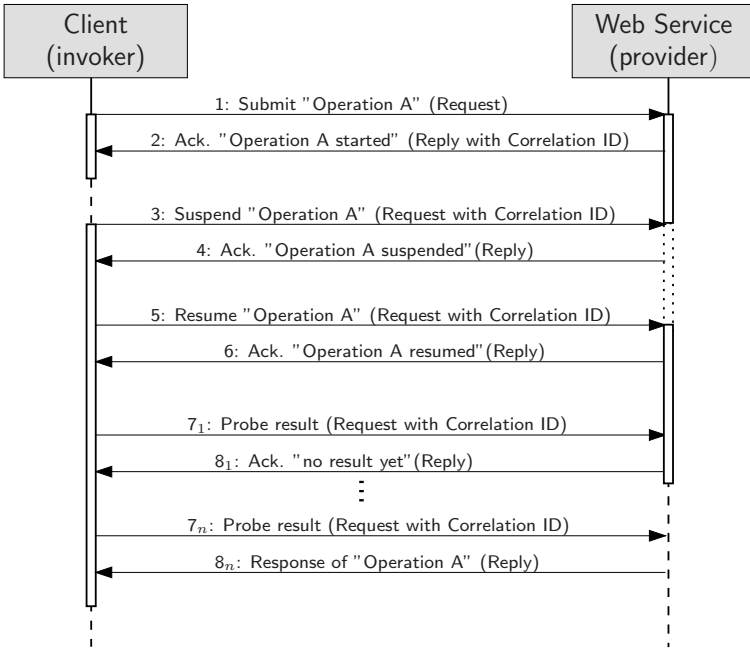 Client
(invoker)
Web Service
(provider)
1: Submit "Operation A" (Request)
2: Ack. "Operation A started" (Reply with Correlation ID)
3: Suspend "Operation A" (Request with Correlation ID)
4: Ack. "Operation A suspended"(Reply)
5: Resume "Operation A" (Request with Correlation ID)
6: Ack. "Operation A resumed"(Reply)
7₁: Probe result (Request with Correlation ID)
8₁: Ack. "no result yet"(Reply)
7ₙ: Probe result (Request with Correlation ID)
8ₙ: Response of "Operation A" (Reply)